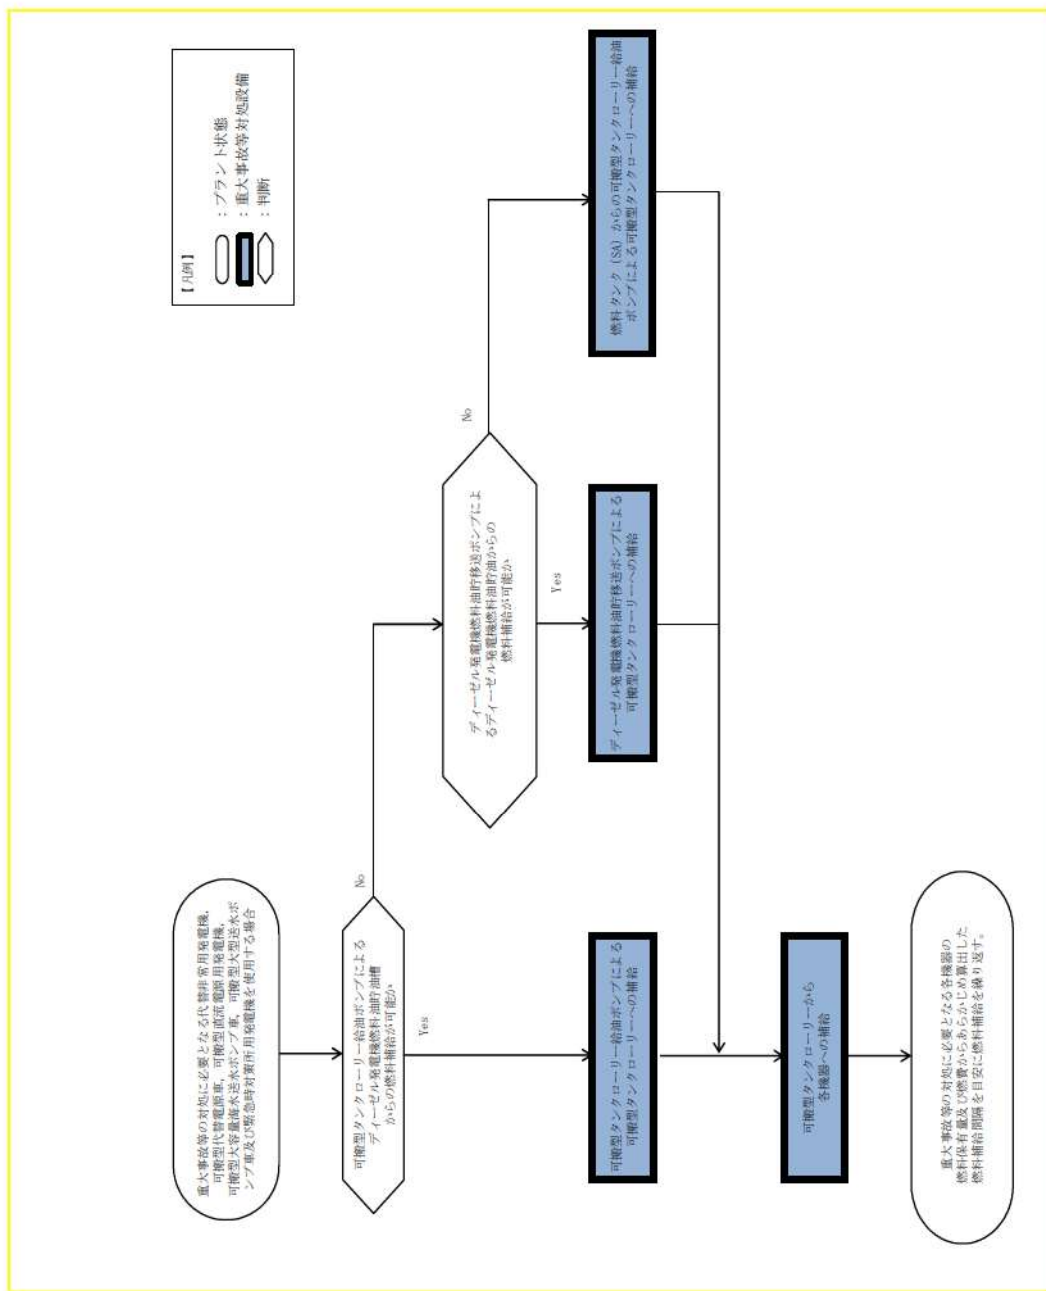 【凡例】
：プラント状態
：重大事故等対処設備
：判断
重大事故等の対処に必要となる代替非常用発電機,
可搬型代替電源車, 可搬型直流電源用発電機,
可搬型大容量海水送水ポンプ車, 可搬型大型送水ポ
ンプ車及び緊急時対策所用発電機を使用する場合
可搬型タンクローリー給油ポンプによる
ディーゼル発電機燃料油貯油槽
からの燃料補給が可能か
No
Yes
ディーゼル発電機燃料油貯移送ポンプによ
るディーゼル発電機燃料油貯油からの
燃料補給が可能か
No
Yes
可搬型タンクローリー給油ポンプによる
可搬型タンクローリーへの補給
ディーゼル発電機燃料油貯移送ポンプによる
可搬型タンクローリーへの補給
燃料タンク (SA) からの可搬型タンクローリー給油
ポンプによる可搬型タンクローリーへの補給
可搬型タンクローリーから
各機器への補給
重大事故等の対処に必要となる各機器の
燃料保有量及び燃費からあらかじめ算出した
燃料補給間隔を目安に燃料補給を繰り返す。